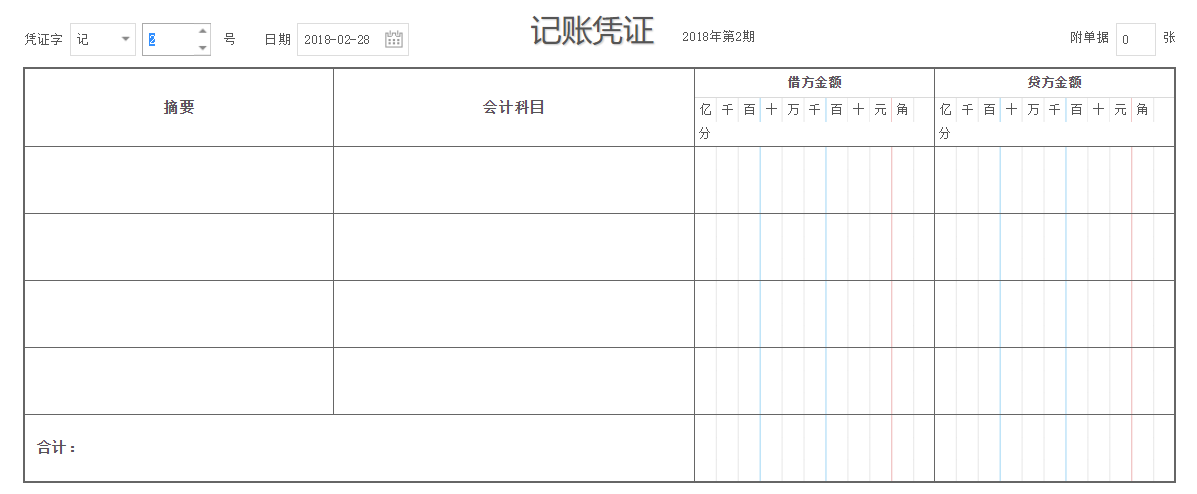 凭证字 记 2 号 日期 2018-02-28 记账凭证 2018年第2期 附单据 0 张
摘要 会计科目 借方金额 贷方金额
亿 千 百 十 万 千 百 十 元 角 亿 千 百 十 万 千 百 十 元 角
分 分
合计：